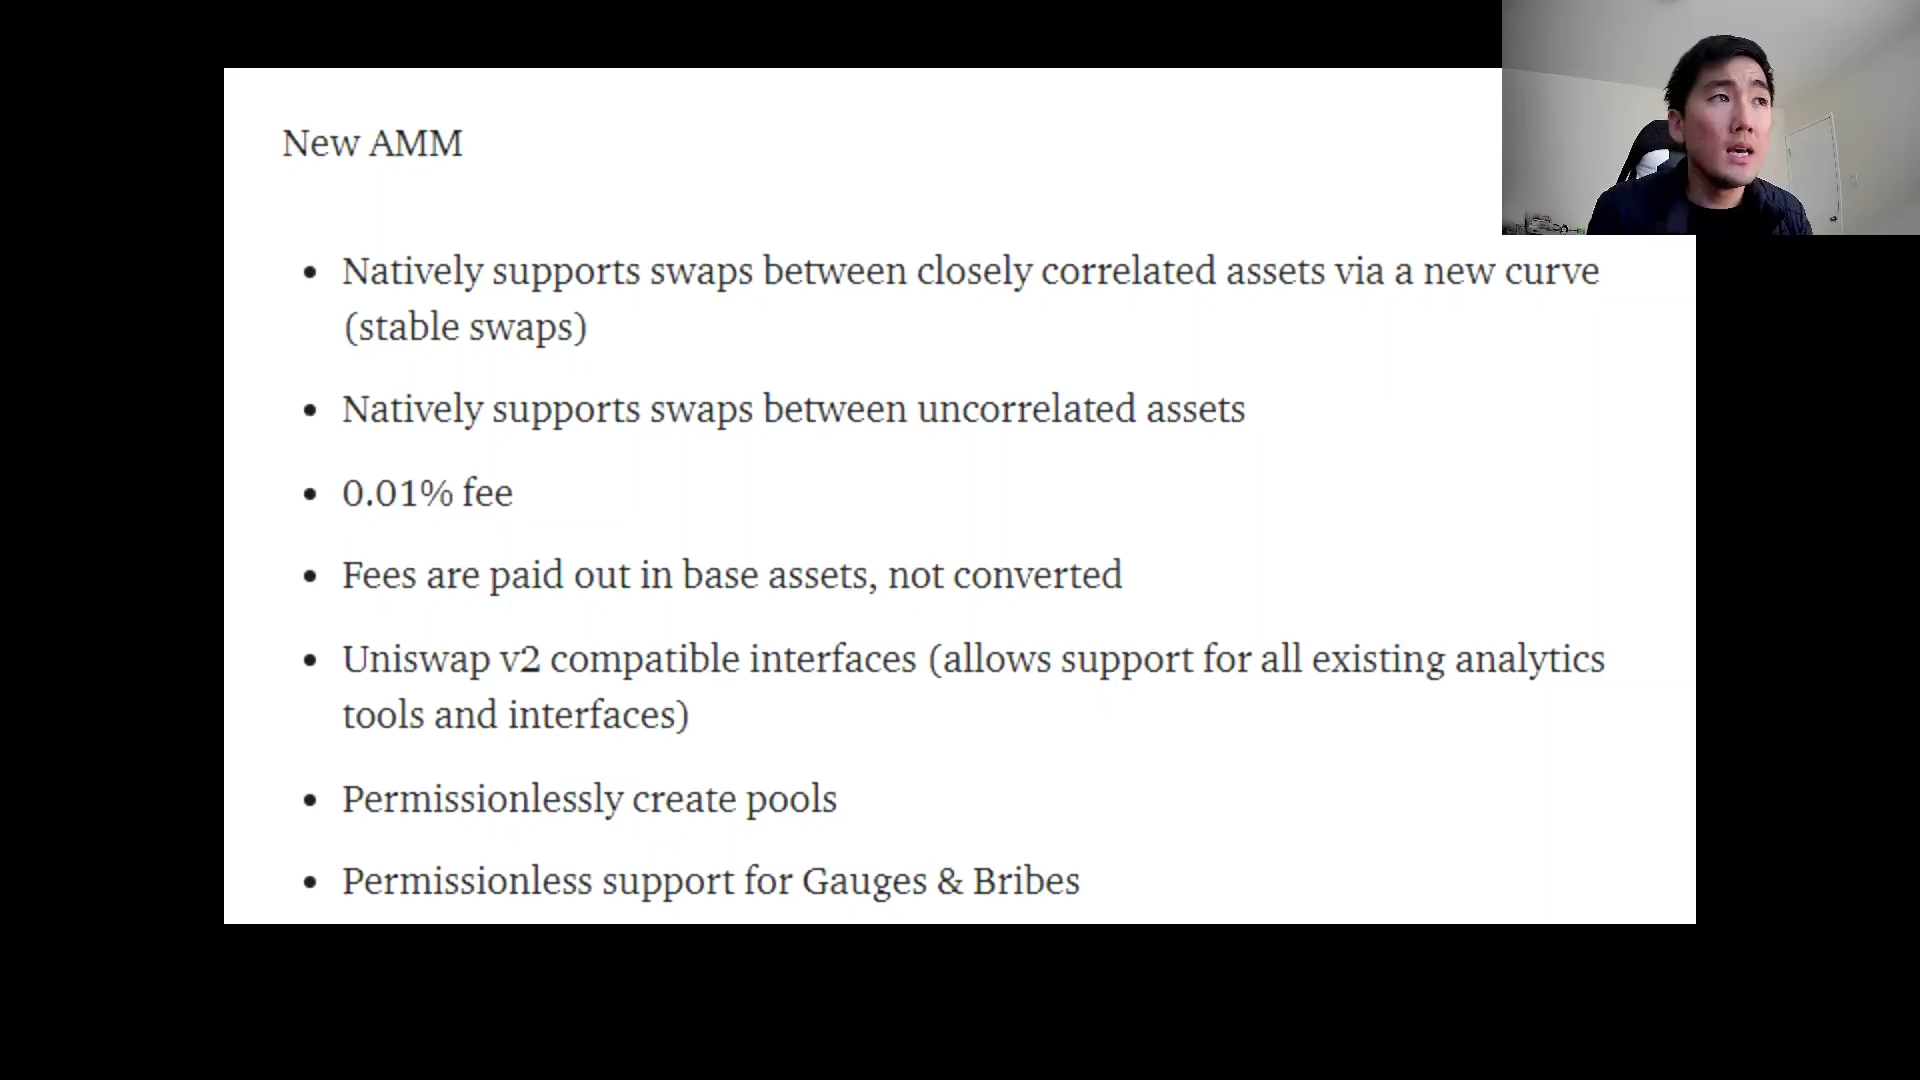 New AMM
• Natively supports swaps between closely correlated assets via a new curve
(stable swaps)
• Natively supports swaps between uncorrelated assets
• 0.01% fee
• Fees are paid out in base assets, not converted
• Uniswap v2 compatible interfaces (allows support for all existing analytics
tools and interfaces)
• Permissionlessly create pools
• Permissionless support for Gauges & Bribes